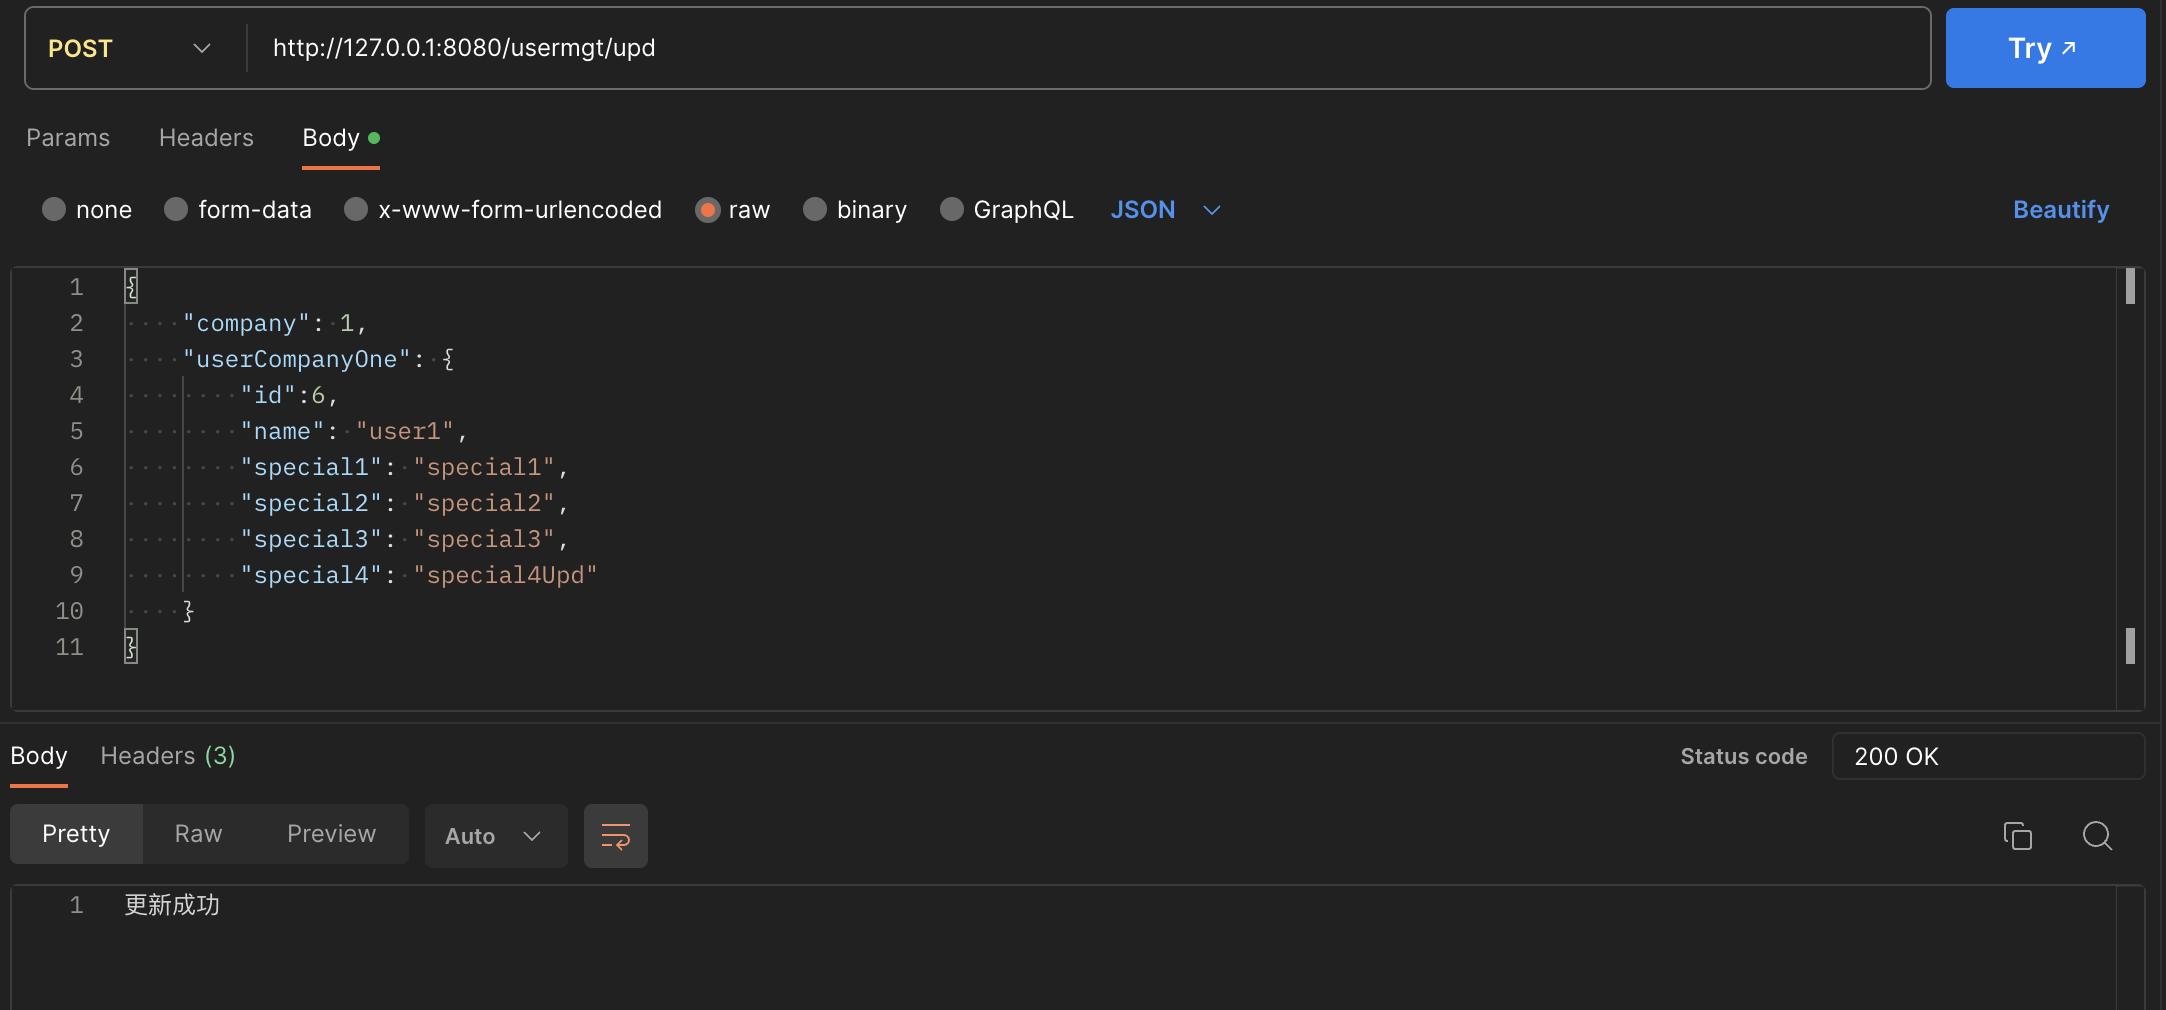 POST http://127.0.0.1:8080/usermgt/upd Try
Params Headers Body
none form-data x-www-form-urlencoded raw binary GraphQL JSON Beautify
1 {
2 "company": 1,
3 "userCompanyOne": {
4 "id":6,
5 "name": "user1",
6 "special1": "special1",
7 "special2": "special2",
8 "special3": "special3",
9 "special4": "special4Upd"
10 }
11 }
Body Headers (3) Status code 200 OK
Pretty Raw Preview Auto
1 更新成功